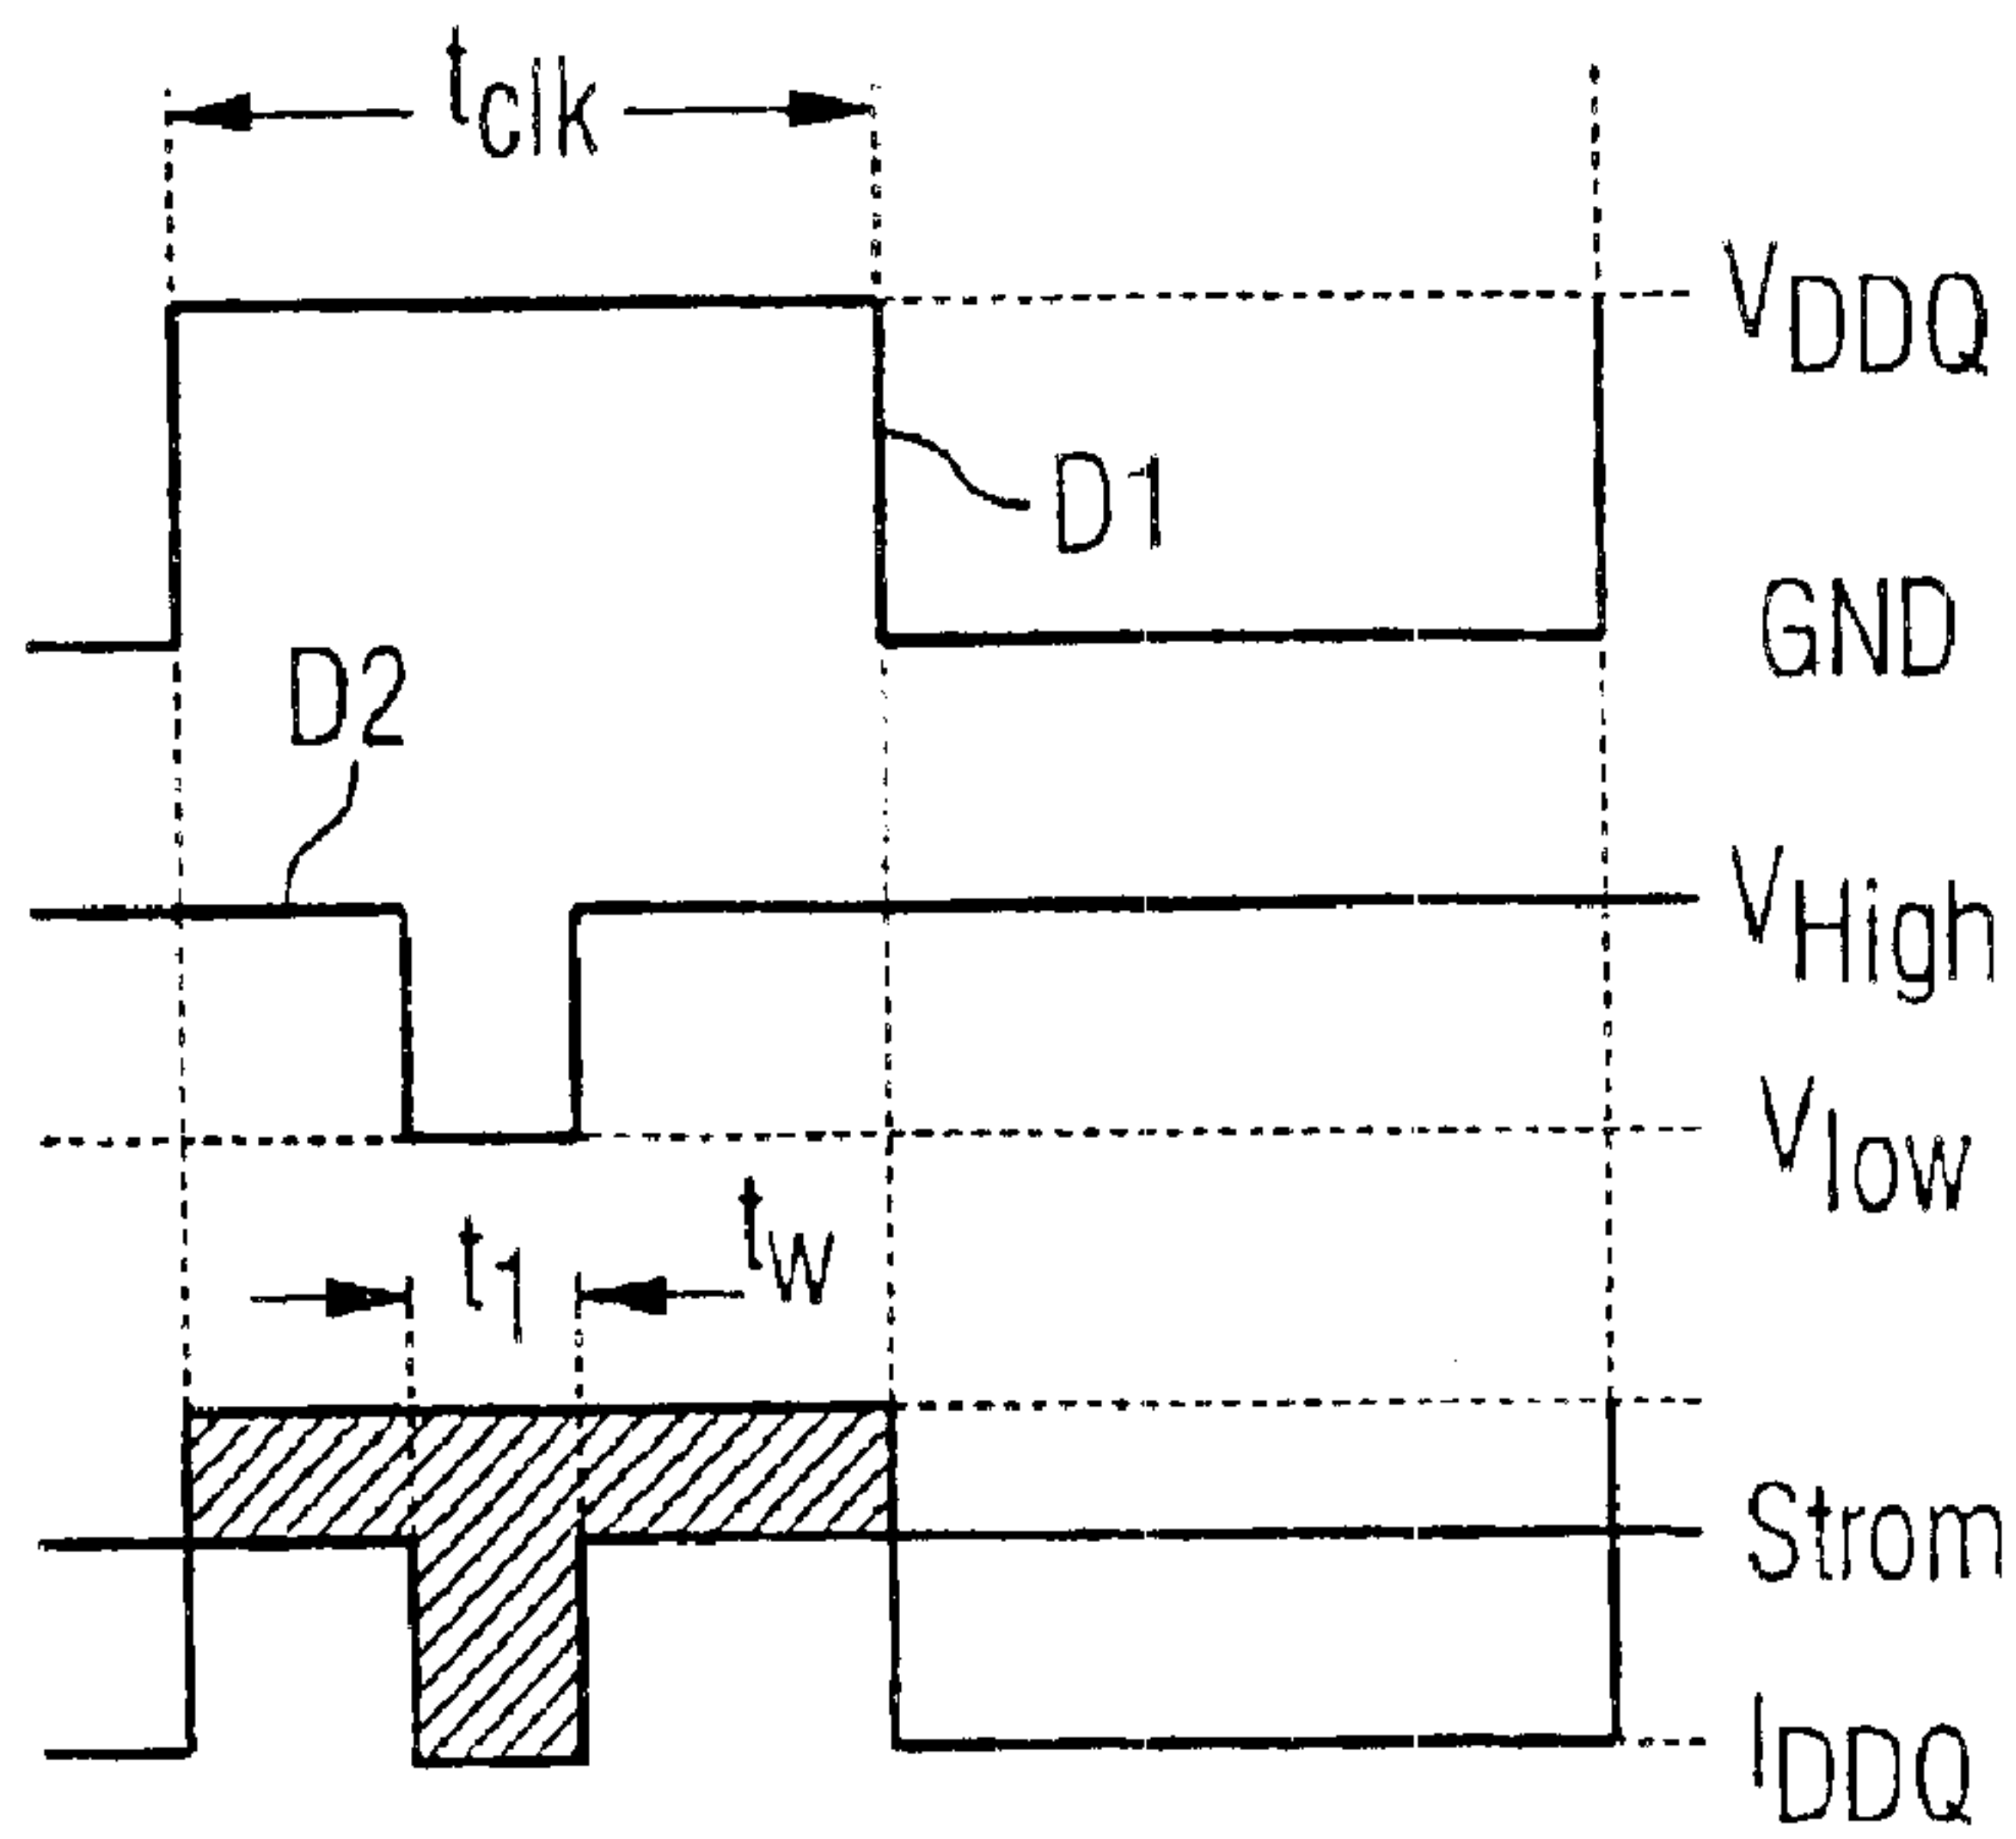 tclk
VDDQ
D1
GND
D2
VHigh
Vlow
t1
tw
Strom
IDDQ